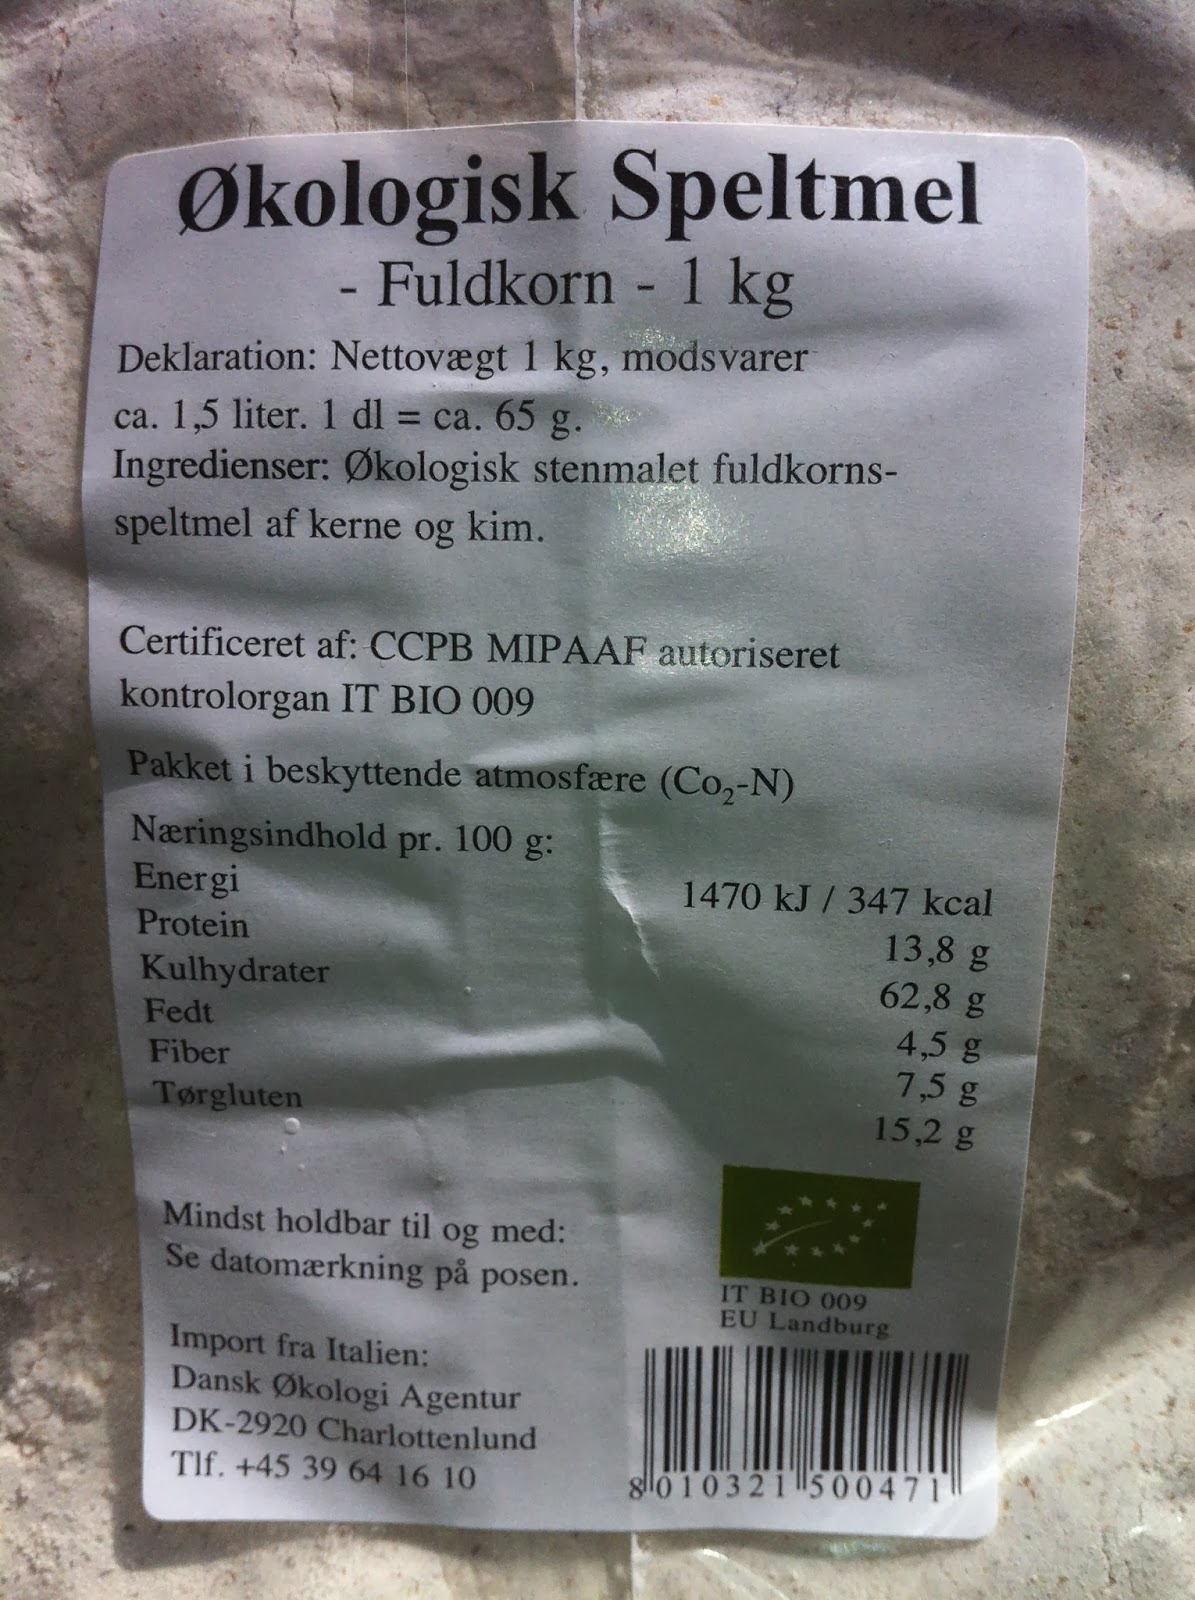 Økologisk Speltmel
- Fuldkorn - 1 kg
Deklaration: Nettovægt 1 kg, modsvarer
ca. 1,5 liter. 1 dl = ca. 65 g.
Ingredienser: Økologisk stenmalet fuldkorns-
speltmel af kerne og kim.
Certificeret af: CCPB MIPAAF autoriseret
kontrolorgan IT BIO 009
Pakket i beskyttende atmosfære (Co₂-N)
Næringsindhold pr. 100 g:
Energi 1470 kJ / 347 kcal
Protein 13,8 g
Kulhydrater 62,8 g
Fedt 4,5 g
Fiber 7,5 g
Tørgluten 15,2 g
Mindst holdbar til og med:
Se datomærkning på posen.
IT BIO 009
EU Landburg
Import fra Italien:
Dansk Økologi Agentur
DK-2920 Charlottenlund
Tlf. +45 39 64 16 10
8 010321 500471